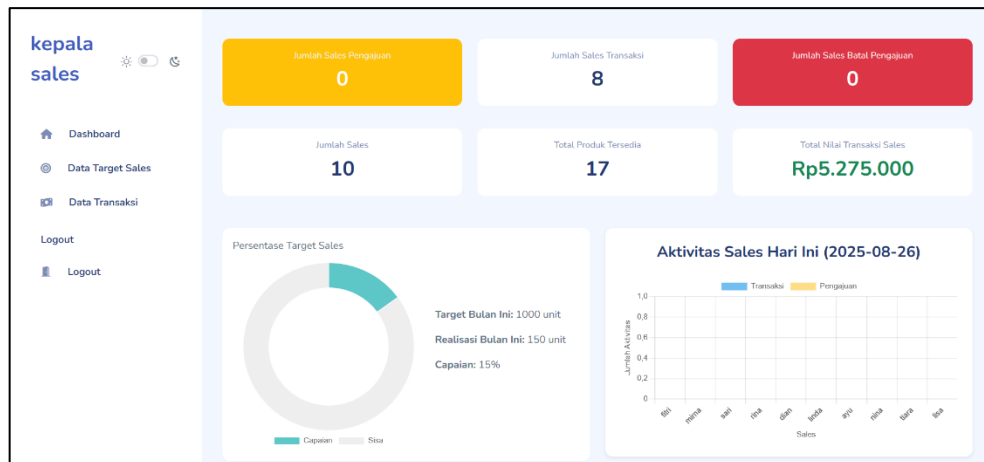 kepala
sales
Dashboard
Data Target Sales
Data Transaksi
Logout
Logout
Jumlah Sales Pengajuan
0
Jumlah Sales Transaksi
8
Jumlah Sales Batal Pengajuan
0
Jumlah Sales
10
Total Produk Tersedia
17
Total Nilai Transaksi Sales
Rp5.275.000
Persentase Target Sales
Target Bulan Ini: 1000 unit
Realisasi Bulan Ini: 150 unit
Capaian: 15%
Capaian
Sisa
Aktivitas Sales Hari Ini (2025-08-26)
Transaksi
Pengajuan
Jumlah Aktivitas
1,0
0,8
0,6
0,4
0,2
0
fitri
mirna
sari
rina
dian
linda
ayu
nina
tiara
lisa
Sales